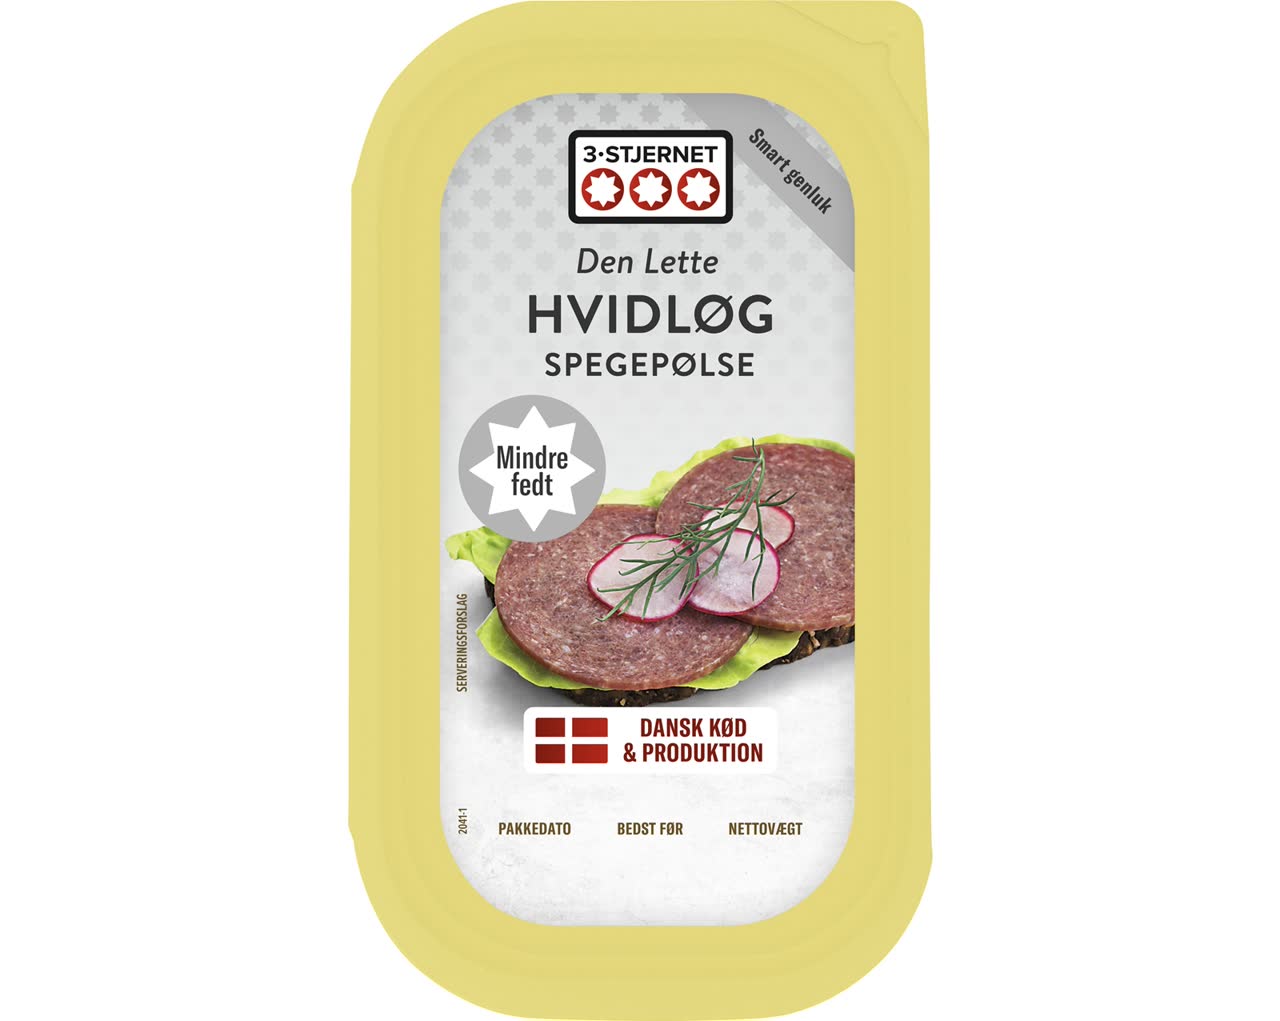 3·STJERNET
Smart genluk
Den Lette
HVIDLØG
SPEGEPØLSE
Mindre
fedt
SERVERINGSFORSLAG
DANSK KØD
& PRODUKTION
2041-1
PAKKEDATO BEDST FØR NETTOVÆGT